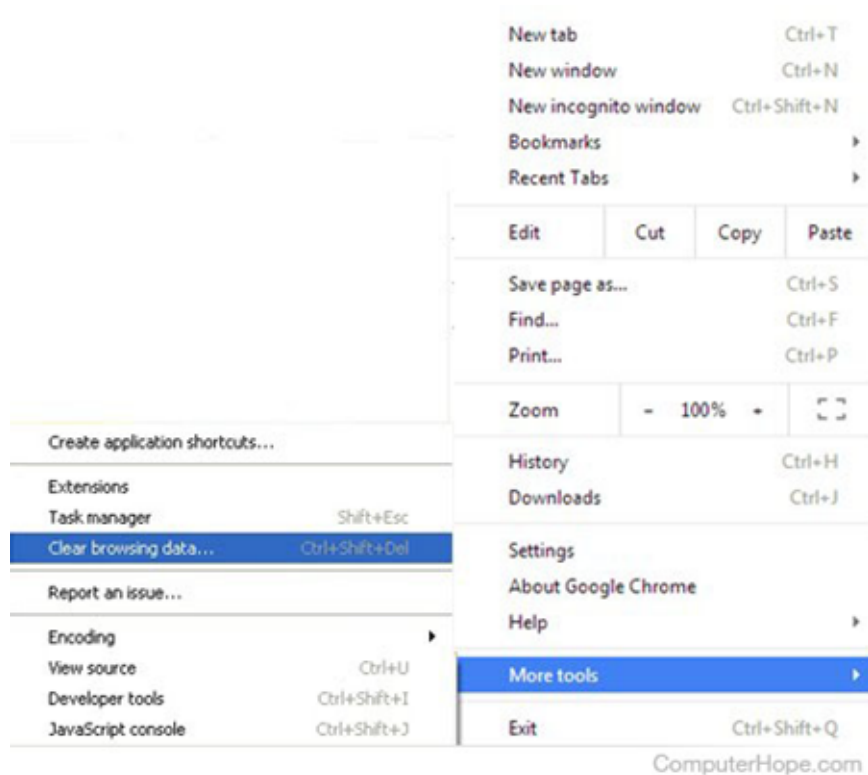 New tab Ctrl+T
New window Ctrl+N
New incognito window Ctrl+Shift+N
Bookmarks
Recent Tabs
Edit Cut Copy Paste
Save page as... Ctrl+S
Find... Ctrl+F
Print... Ctrl+P
Zoom - 100% +
History Ctrl+H
Downloads Ctrl+J
Settings
About Google Chrome
Help
More tools
Exit Ctrl+Shift+Q
Create application shortcuts...
Extensions
Task manager Shift+Esc
Clear browsing data... Ctrl+Shift+Del
Report an issue...
Encoding
View source Ctrl+U
Developer tools Ctrl+Shift+I
JavaScript console Ctrl+Shift+J
ComputerHope.com